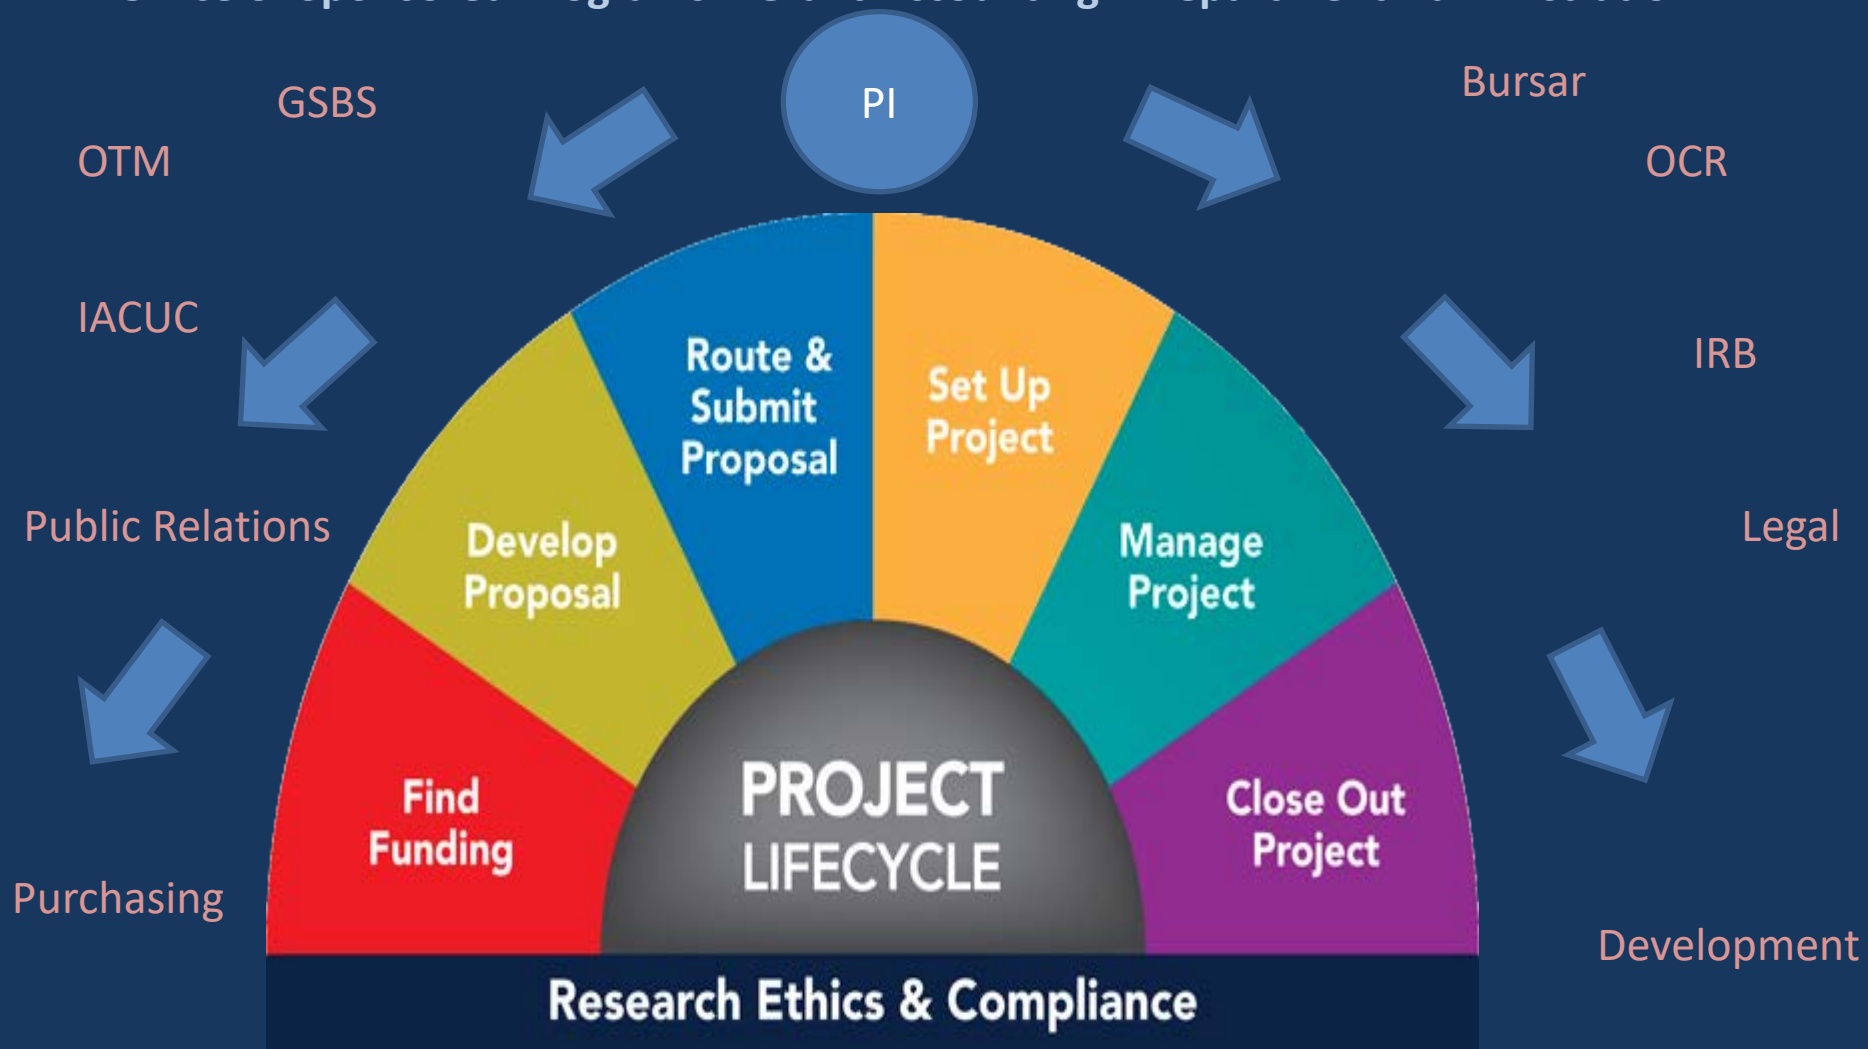 PI
GSBS
Bursar
OTM
OCR
IACUC
IRB
Public Relations
Legal
Purchasing
Development
Find
Funding
Develop
Proposal
Route &
Submit
Proposal
Set Up
Project
Manage
Project
Close Out
Project
PROJECT
LIFECYCLE
Research Ethics & Compliance